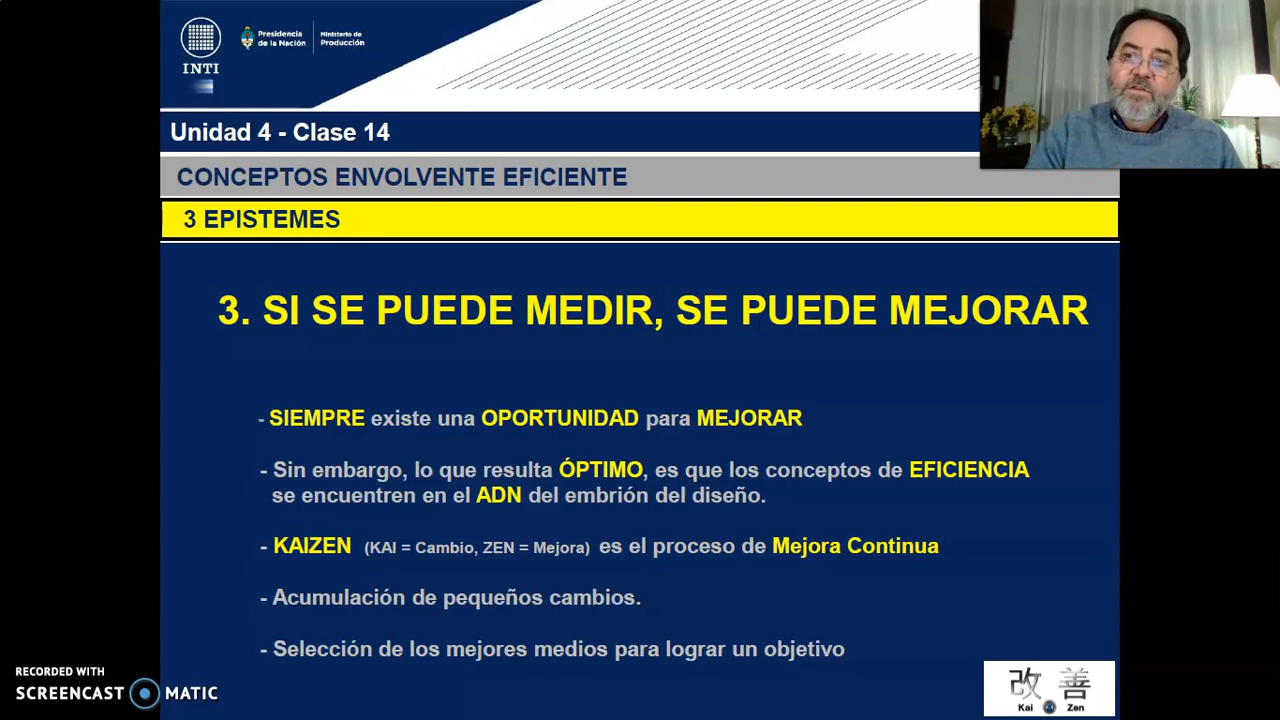 INTI
Presidencia
de la Nación
Ministerio de
Producción
Unidad 4 - Clase 14
CONCEPTOS ENVOLVENTE EFICIENTE
3 EPISTEMES
3. SI SE PUEDE MEDIR, SE PUEDE MEJORAR
- SIEMPRE existe una OPORTUNIDAD para MEJORAR
- Sin embargo, lo que resulta ÓPTIMO, es que los conceptos de EFICIENCIA
se encuentren en el ADN del embrión del diseño.
- KAIZEN (KAI = Cambio, ZEN = Mejora) es el proceso de Mejora Continua
- Acumulación de pequeños cambios.
- Selección de los mejores medios para lograr un objetivo
改 善
Kai Zen
RECORDED WITH
SCREENCAST MATIC